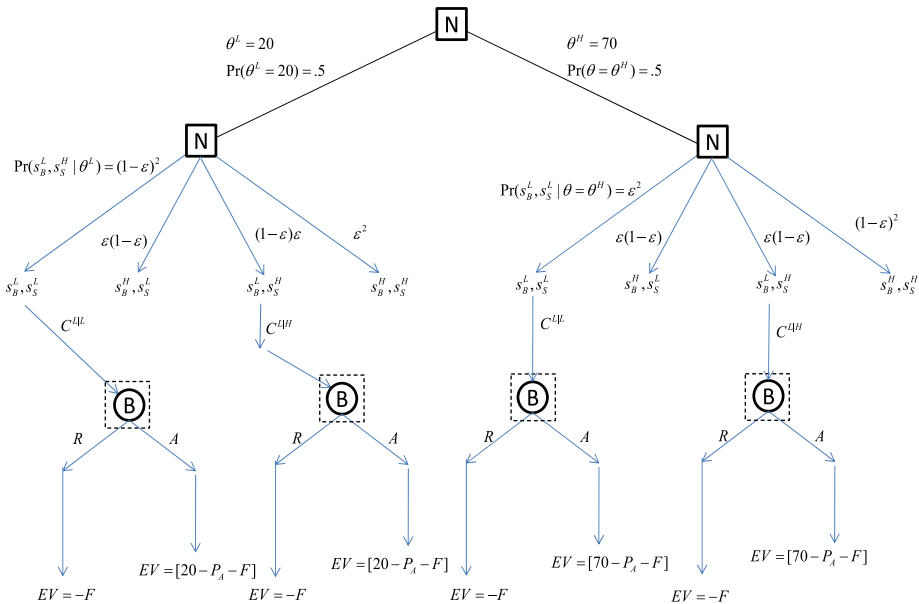 N
θ^L = 20
Pr(θ^L = 20) = .5
θ^H = 70
Pr(θ = θ^H) = .5
N
N
Pr(s_B^L, s_S^H | θ^L) = (1−ε)^2
ε(1−ε)
(1−ε)ε
ε^2
Pr(s_B^L, s_S^L | θ = θ^H) = ε^2
ε(1−ε)
ε(1−ε)
(1−ε)^2
s_B^L, s_S^L
s_B^H, s_S^L
s_B^L, s_S^H
s_B^H, s_S^H
s_B^L, s_S^L
s_B^H, s_S^L
s_B^L, s_S^H
s_B^H, s_S^H
C^{L|L}
C^{L|H}
C^{L|L}
C^{L|H}
B
B
B
B
R
A
R
A
R
A
R
A
EV = [20 − P_A − F]
EV = [20 − P_A − F]
EV = [70 − P_A − F]
EV = [70 − P_A − F]
EV = −F
EV = −F
EV = −F
EV = −F